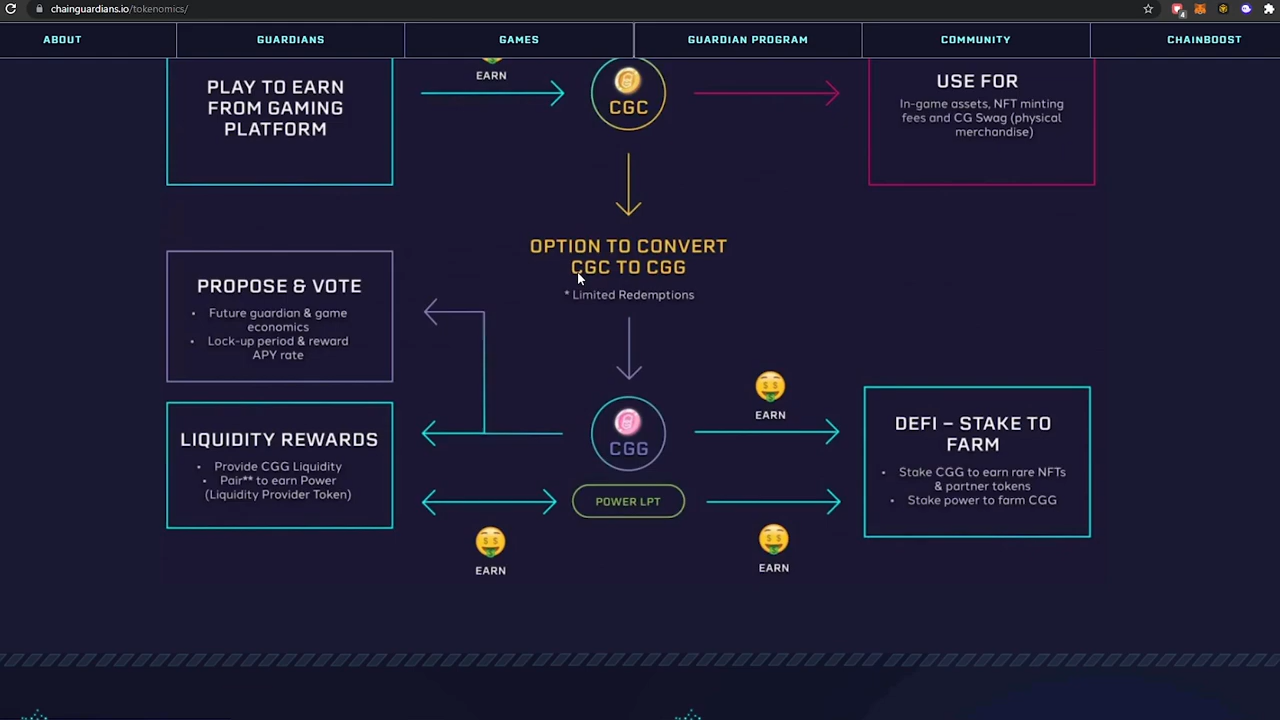 chainguardians.io/tokenomics/
4
ABOUT
GUARDIANS
GAMES
GUARDIAN PROGRAM
COMMUNITY
CHAINBOOST
PLAY TO EARN
FROM GAMING
PLATFORM
EARN
CGC
USE FOR
In-game assets, NFT minting
fees and CG Swag (physical
merchandise)
OPTION TO CONVERT
CGC TO CGG
* Limited Redemptions
PROPOSE & VOTE
• Future guardian & game
economics
• Lock-up period & reward
APY rate
LIQUIDITY REWARDS
• Provide CGG Liquidity
• Pair** to earn Power
(Liquidity Provider Token)
CGG
POWER LPT
EARN
EARN
EARN
DEFI – STAKE TO
FARM
• Stake CGG to earn rare NFTs
& partner tokens
• Stake power to farm CGG